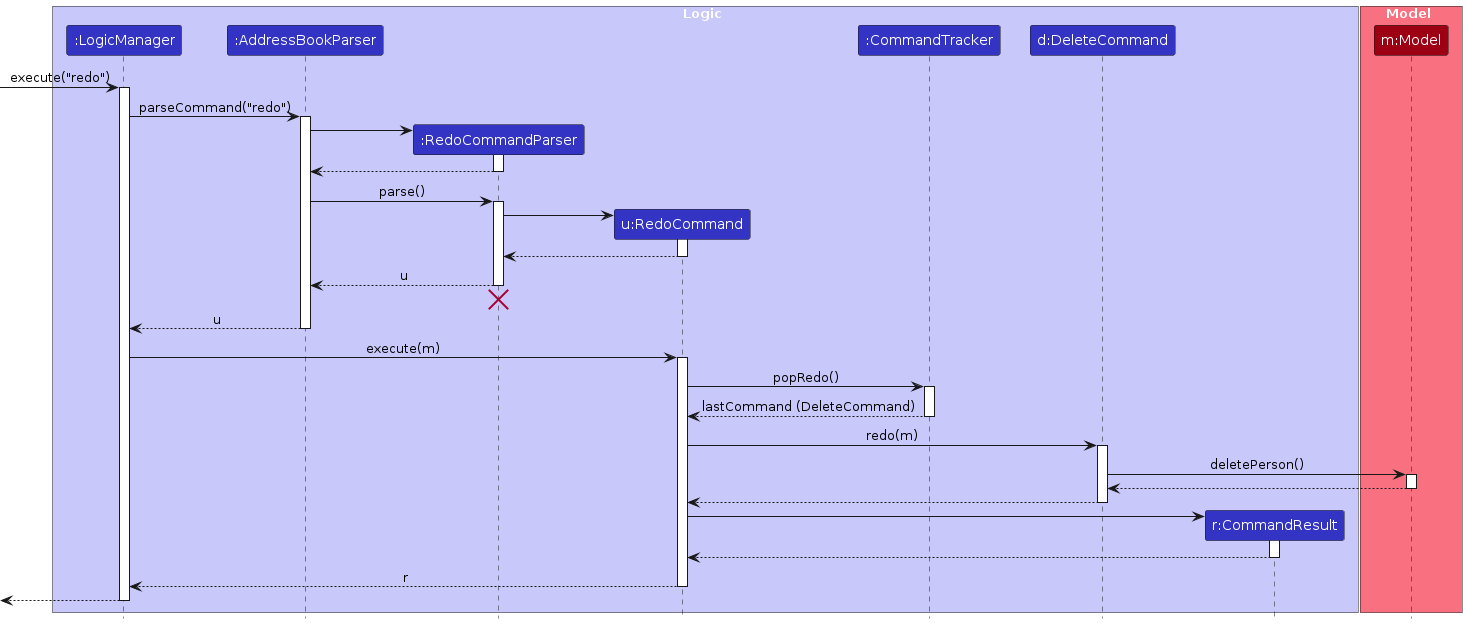 Logic
Model
:LogicManager
:AddressBookParser
:CommandTracker
d:DeleteCommand
m:Model
execute("redo")
parseCommand("redo")
:RedoCommandParser
parse()
u:RedoCommand
u
u
execute(m)
popRedo()
lastCommand (DeleteCommand)
redo(m)
deletePerson()
r:CommandResult
r